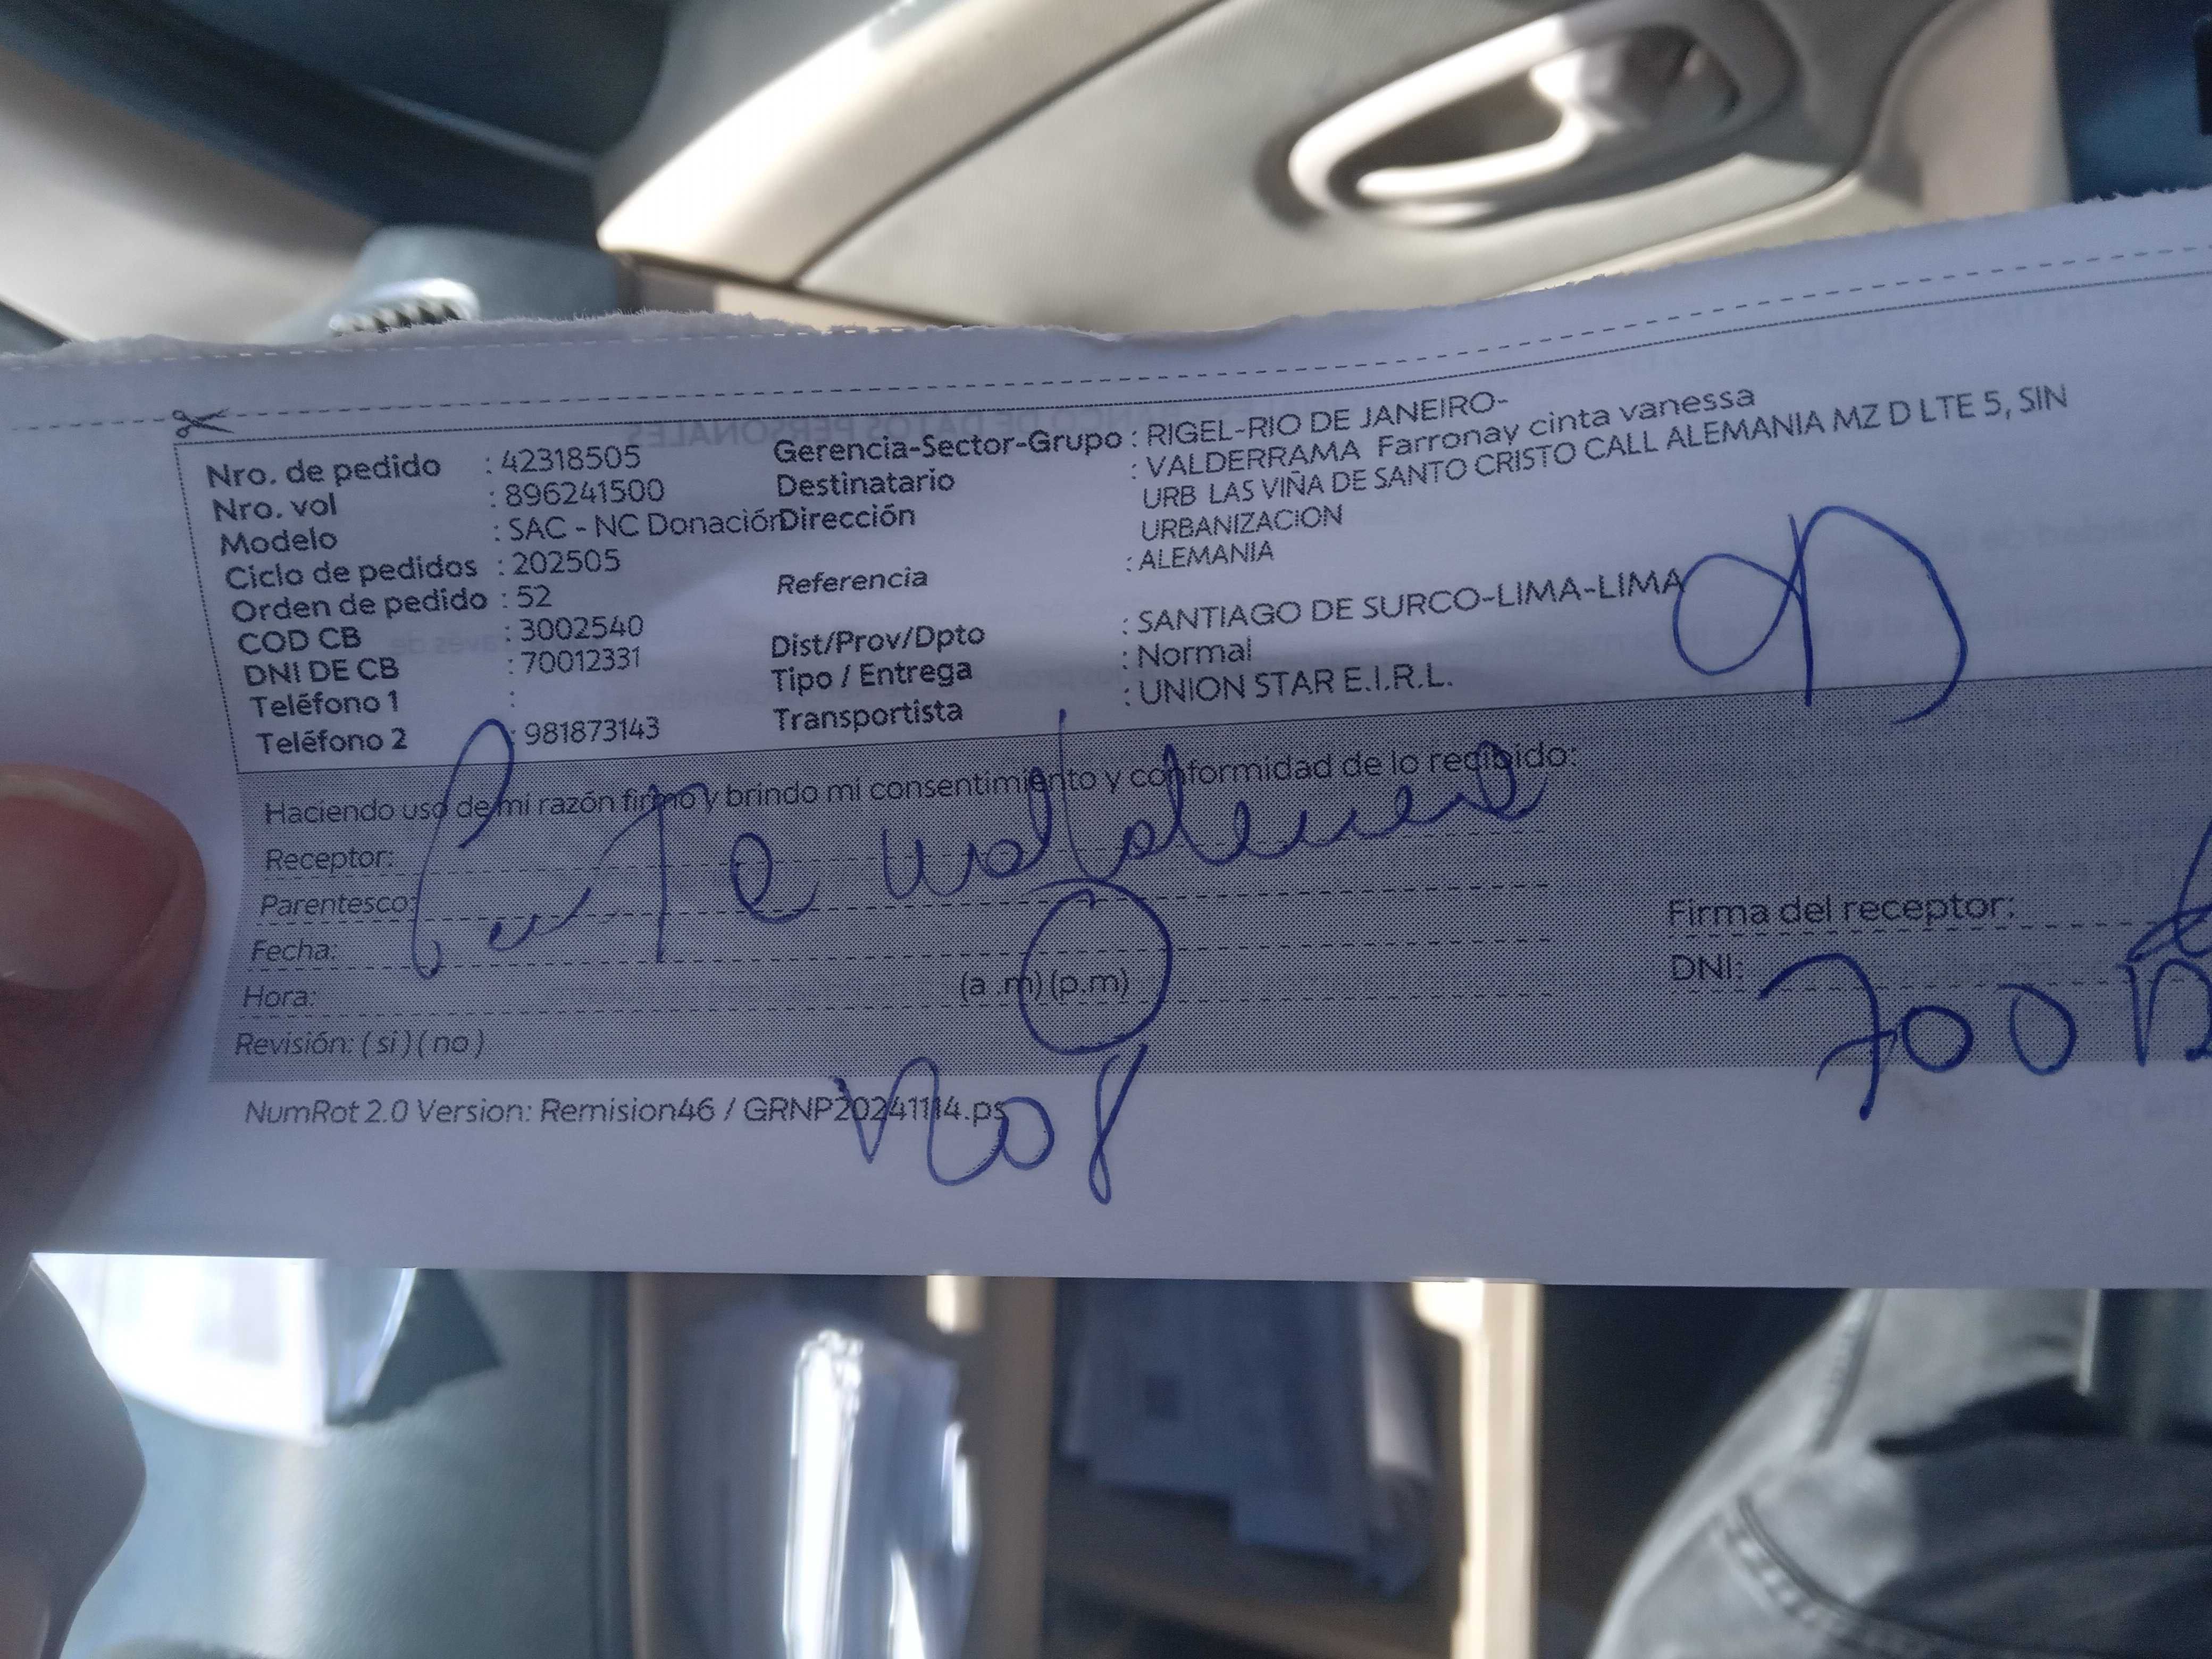 Nro. de pedido : 42318505
Nro. vol : 896241500
Modelo : SAC - NC Donación
Ciclo de pedidos : 202505
Orden de pedido : 52
COD CB : 3002540
DNI DE CB : 70012331
Teléfono 1 :
Teléfono 2 : 981873143
Gerencia-Sector-Grupo : RIGEL-RIO DE JANEIRO-
Destinatario : VALDERRAMA Farronay cinta vanessa
Dirección URB LAS VIÑA DE SANTO CRISTO CALL ALEMANIA MZ D LTE 5, SIN
URBANIZACION
Referencia : ALEMANIA
Dist/Prov/Dpto : SANTIAGO DE SURCO-LIMA-LIMA
Tipo / Entrega : Normal
Transportista : UNION STAR E.I.R.L.
Haciendo uso de mi razón firmo y brindo mi consentimiento y conformidad de lo recibido:
Receptor:
Parentesco:
Fecha:
Hora: (a .m) (p.m)
Revisión: ( si ) ( no )
Firma del receptor:
DNI: 700
NumRot 2.0 Version: Remision46 / GRNP20241114.ps